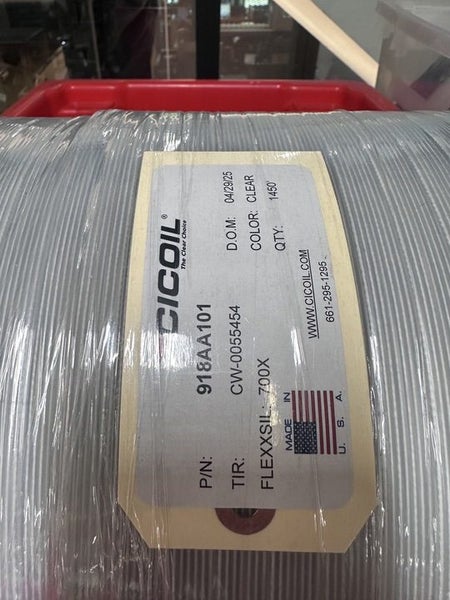 CICOIL®
The Clear Choice
P/N: 918AA101
TIR: CW-0055454
FLEXXSIL: 700X
D.O.M: 04/29/25
COLOR: CLEAR
QTY: 1450'
MADE IN
U. S. A.
WWW.CICOIL.COM
661-295-1295